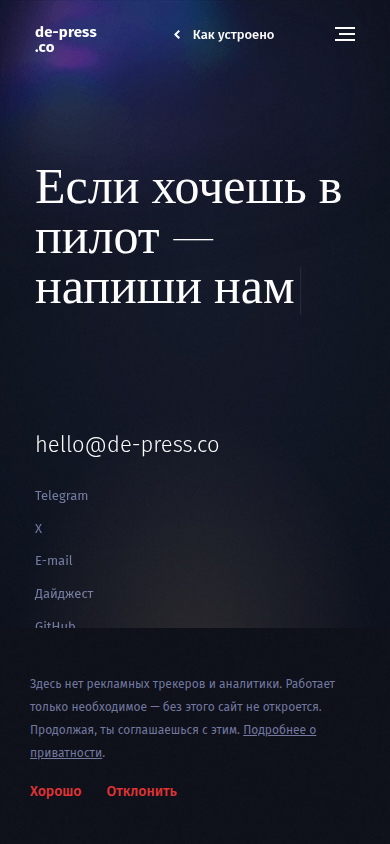 de-press
.co
Как устроено
Если хочешь в
пилот —
напиши нам
hello@de-press.co
Telegram
X
E-mail
Дайджест
GitHub
Здесь нет рекламных трекеров и аналитики. Работает
только необходимое — без этого сайт не откроется.
Продолжая, ты соглашаешься с этим. Подробнее о
приватности.
Хорошо Отклонить